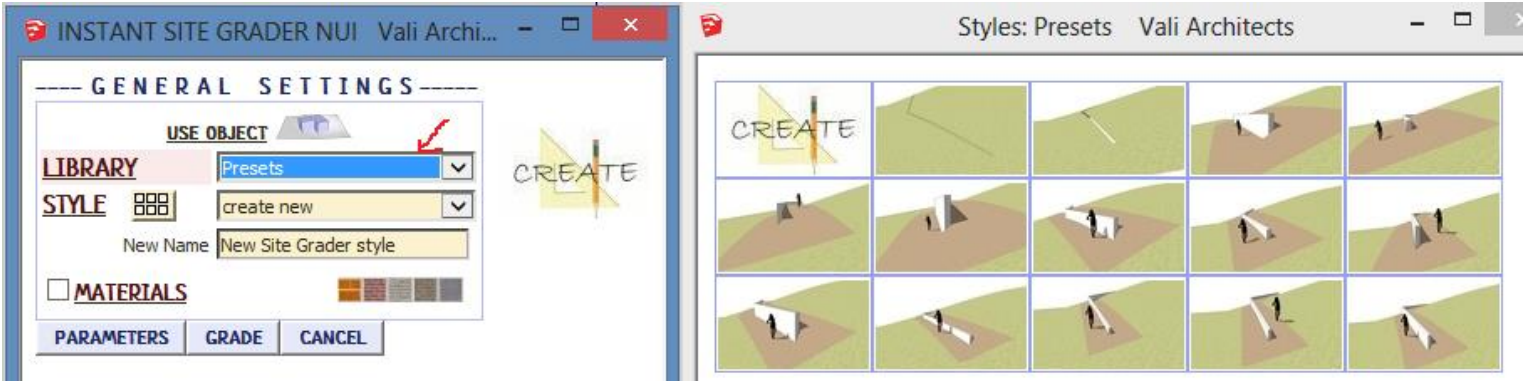 INSTANT SITE GRADER NUI Vali Archi...
---- GENERAL SETTINGS-----
USE OBJECT
LIBRARY Presets
STYLE create new
New Name New Site Grader style
MATERIALS
PARAMETERS GRADE CANCEL
CREATE
Styles: Presets Vali Architects
CREATE